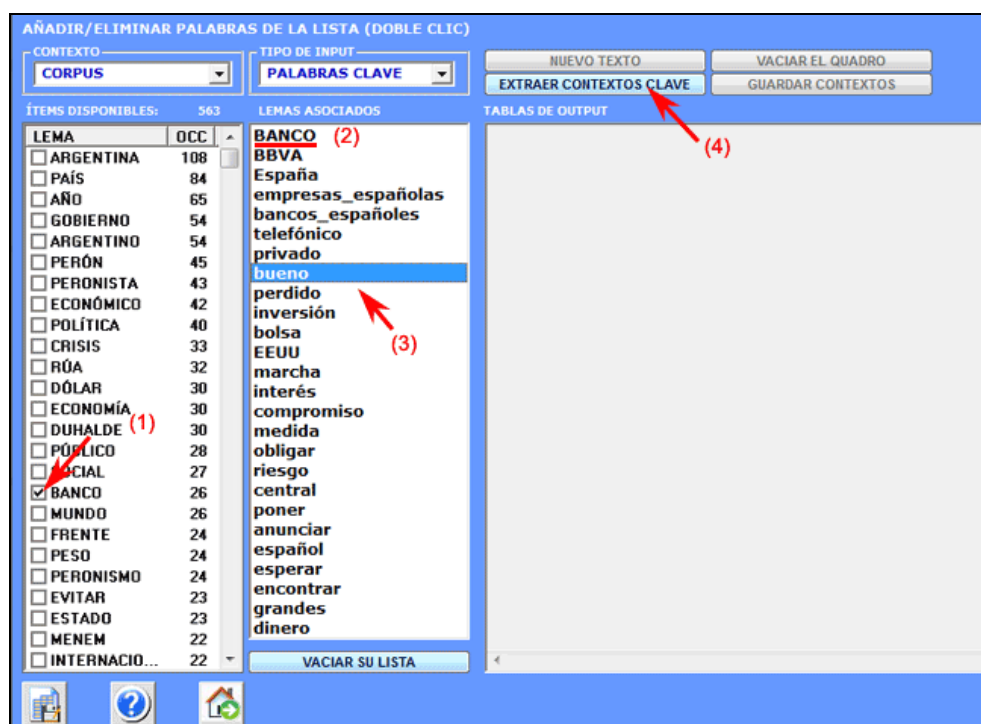 AÑADIR/ELIMINAR PALABRAS DE LA LISTA (DOBLE CLIC)
CONTEXTO
CORPUS
TIPO DE INPUT
PALABRAS CLAVE
NUEVO TEXTO
VACIAR EL QUADRO
EXTRAER CONTEXTOS CLAVE
GUARDAR CONTEXTOS
ÍTEMS DISPONIBLES: 563
LEMAS ASOCIADOS
TABLAS DE OUTPUT
LEMA OCC
ARGENTINA 108
PAÍS 84
AÑO 65
GOBIERNO 54
ARGENTINO 54
PERÓN 45
PERONISTA 43
ECONÓMICO 42
POLÍTICA 40
CRISIS 33
RÚA 32
DÓLAR 30
ECONOMÍA 30
DUHALDE 30
PÚBLICO 28
SOCIAL 27
BANCO 26
MUNDO 26
FRENTE 24
PESO 24
PERONISMO 24
EVITAR 23
ESTADO 23
MENEM 22
INTERNACIO... 22
(1)
BANCO (2)
BBVA
España
empresas_españolas
bancos_españoles
telefónico
privado
bueno
perdido
inversión
bolsa
EEUU
marcha
interés
compromiso
medida
obligar
riesgo
central
poner
anunciar
español
esperar
encontrar
grandes
dinero
(3)
(4)
VACIAR SU LISTA
?